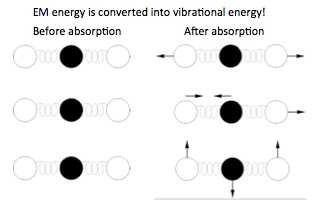 EM energy is converted into vibrational energy!
Before absorption
After absorption